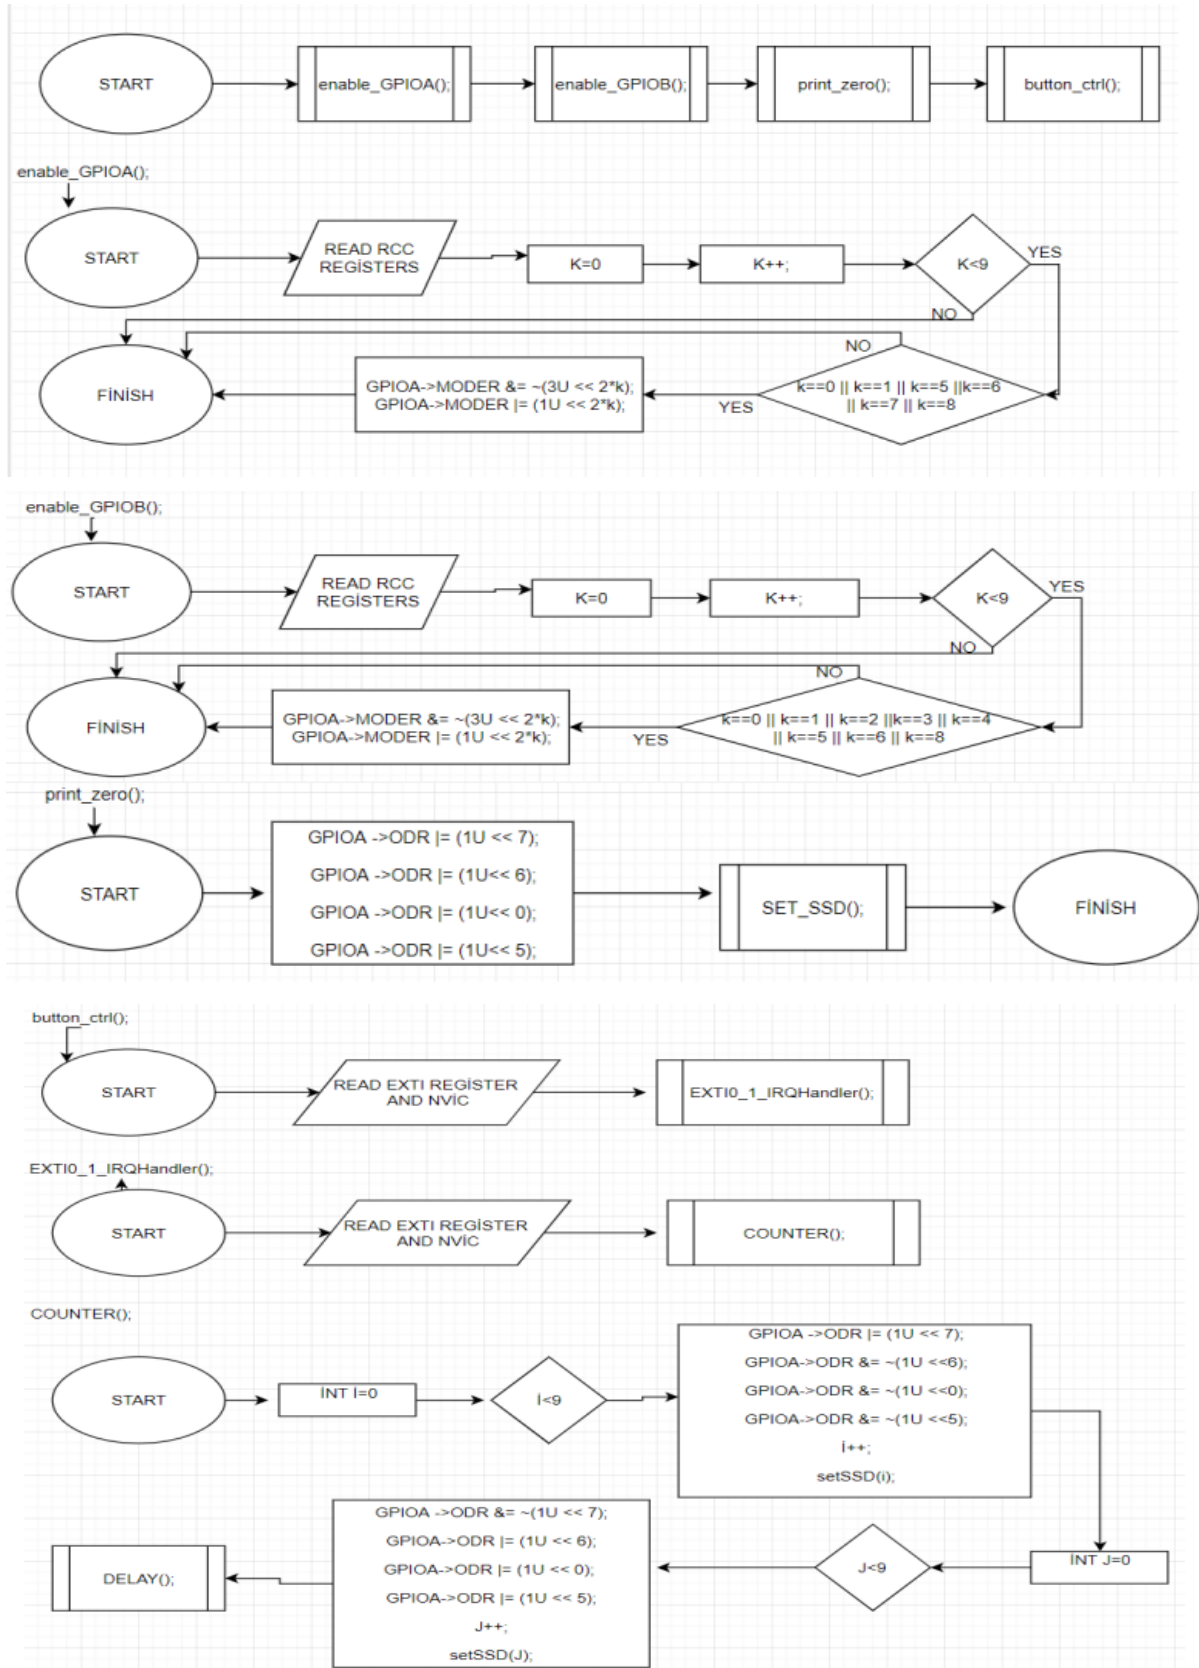 START
enable_GPIOA();
enable_GPIOB();
print_zero();
button_ctrl();
enable_GPIOA();
START
READ RCC
REGİSTERS
K=0
K++;
K<9
YES
NO
NO
FİNİSH
GPIOA->MODER &= ~(3U << 2*k);
GPIOA->MODER |= (1U << 2*k);
YES
k==0 || k==1 || k==5 ||k==6
|| k==7 || k==8
enable_GPIOB();
START
READ RCC
REGISTERS
K=0
K++;
K<9
YES
NO
NO
FİNİSH
GPIOA->MODER &= ~(3U << 2*k);
GPIOA->MODER |= (1U << 2*k);
YES
k==0 || k==1 || k==2 ||k==3 || k==4
|| k==5 || k==6 || k==8
print_zero();
START
GPIOA ->ODR |= (1U << 7);
GPIOA ->ODR |= (1U<< 6);
GPIOA ->ODR |= (1U<< 0);
GPIOA ->ODR |= (1U<< 5);
SET_SSD();
FİNİSH
button_ctrl();
START
READ EXTI REGİSTER
AND NVİC
EXTI0_1_IRQHandler();
EXTI0_1_IRQHandler();
START
READ EXTI REGİSTER
AND NVİC
COUNTER();
COUNTER();
START
İNT İ=0
İ<9
GPIOA ->ODR |= (1U << 7);
GPIOA->ODR &= ~(1U <<6);
GPIOA->ODR &= ~(1U <<0);
GPIOA->ODR &= ~(1U <<5);
İ++;
setSSD(i);
DELAY();
GPIOA ->ODR &= ~(1U << 7);
GPIOA->ODR |= (1U << 6);
GPIOA->ODR |= (1U << 0);
GPIOA->ODR |= (1U << 5);
J++;
setSSD(J);
J<9
İNT J=0